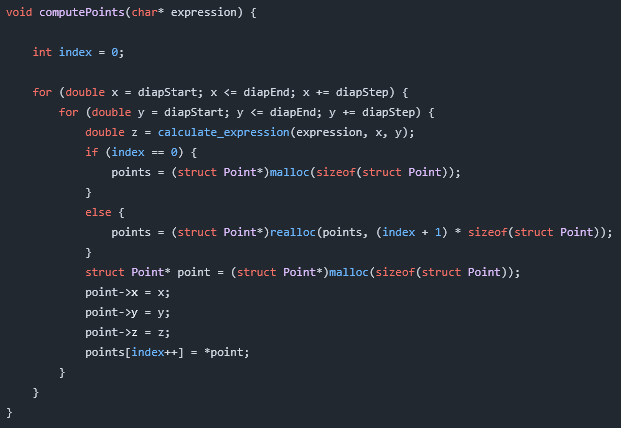 void computePoints(char* expression) {
    int index = 0;
    for (double x = diapStart; x <= diapEnd; x += diapStep) {
        for (double y = diapStart; y <= diapEnd; y += diapStep) {
            double z = calculate_expression(expression, x, y);
            if (index == 0) {
                points = (struct Point*)malloc(sizeof(struct Point));
            }
            else {
                points = (struct Point*)realloc(points, (index + 1) * sizeof(struct Point));
            }
            struct Point* point = (struct Point*)malloc(sizeof(struct Point));
            point->x = x;
            point->y = y;
            point->z = z;
            points[index++] = *point;
        }
    }
}